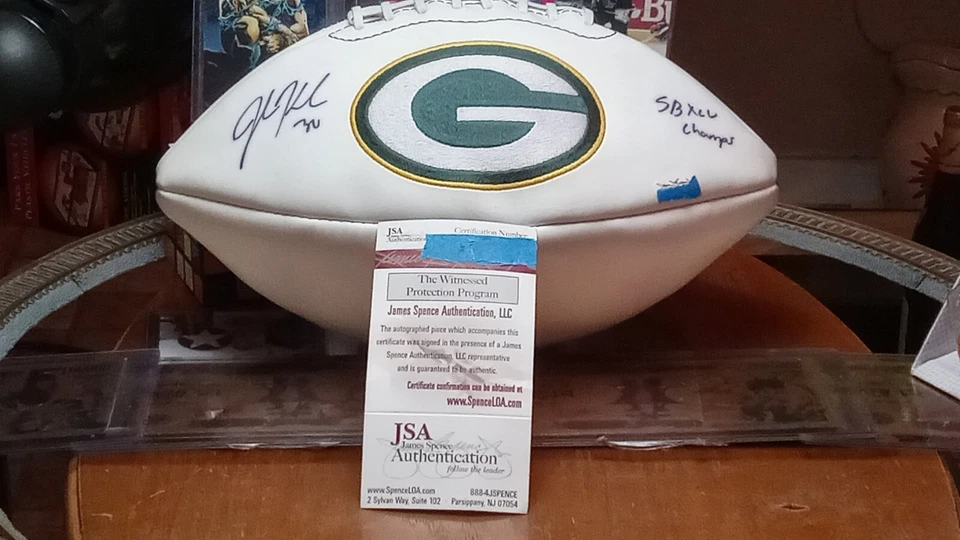 30
SB XLV
Champs
JSA
Certification Number
Authentication
The Witnessed
Protection Program
James Spence Authentication, LLC
The autographed piece which accompanies this
certificate was signed in the presence of a James
Spence Authentication, LLC representative
and is guaranteed to be authentic.
Certificate confirmation can be obtained at
www.SpenceLOA.com
JSA
James Spence
Authentication
follow the leader
www.SpenceLOA.com
888-4JSPENCE
2 Sylvan Way, Suite 102
Parsippany, NJ 07054
G